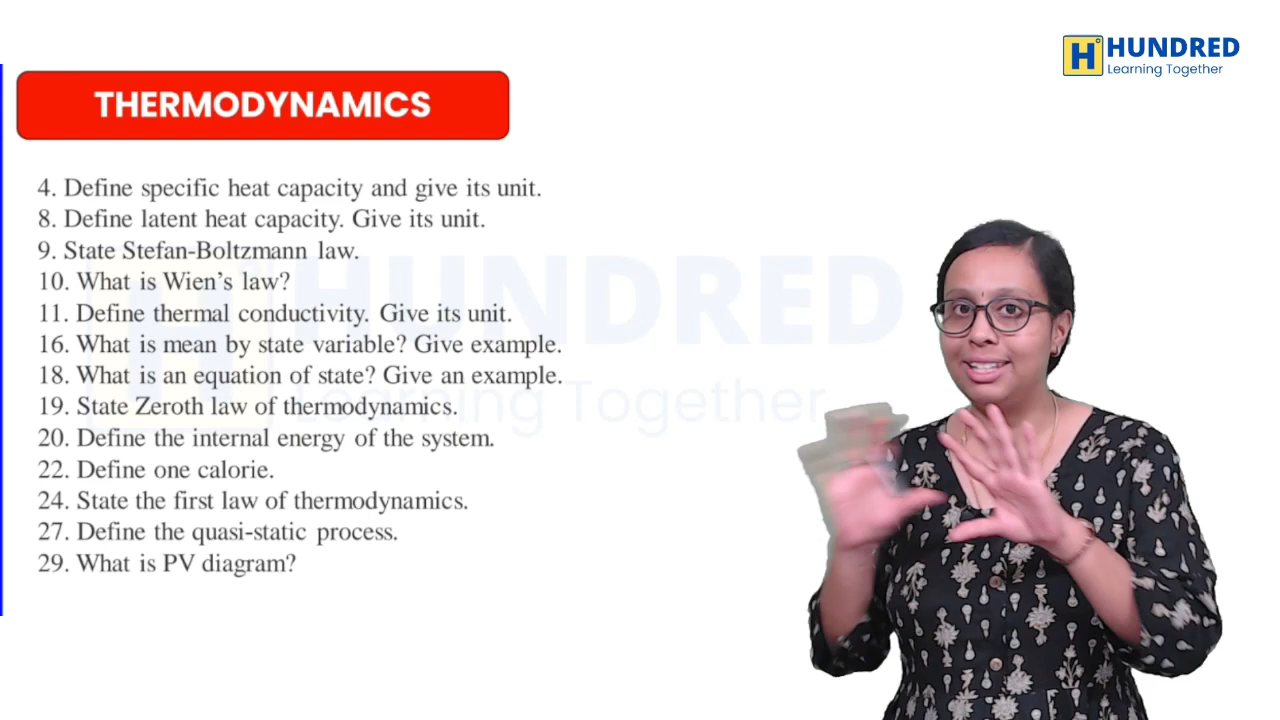 H HUNDRED
Learning Together
THERMODYNAMICS
4. Define specific heat capacity and give its unit.
8. Define latent heat capacity. Give its unit.
9. State Stefan-Boltzmann law.
10. What is Wien’s law?
11. Define thermal conductivity. Give its unit.
16. What is mean by state variable? Give example.
18. What is an equation of state? Give an example.
19. State Zeroth law of thermodynamics.
20. Define the internal energy of the system.
22. Define one calorie.
24. State the first law of thermodynamics.
27. Define the quasi-static process.
29. What is PV diagram?
H HUNDRED
Learning Together